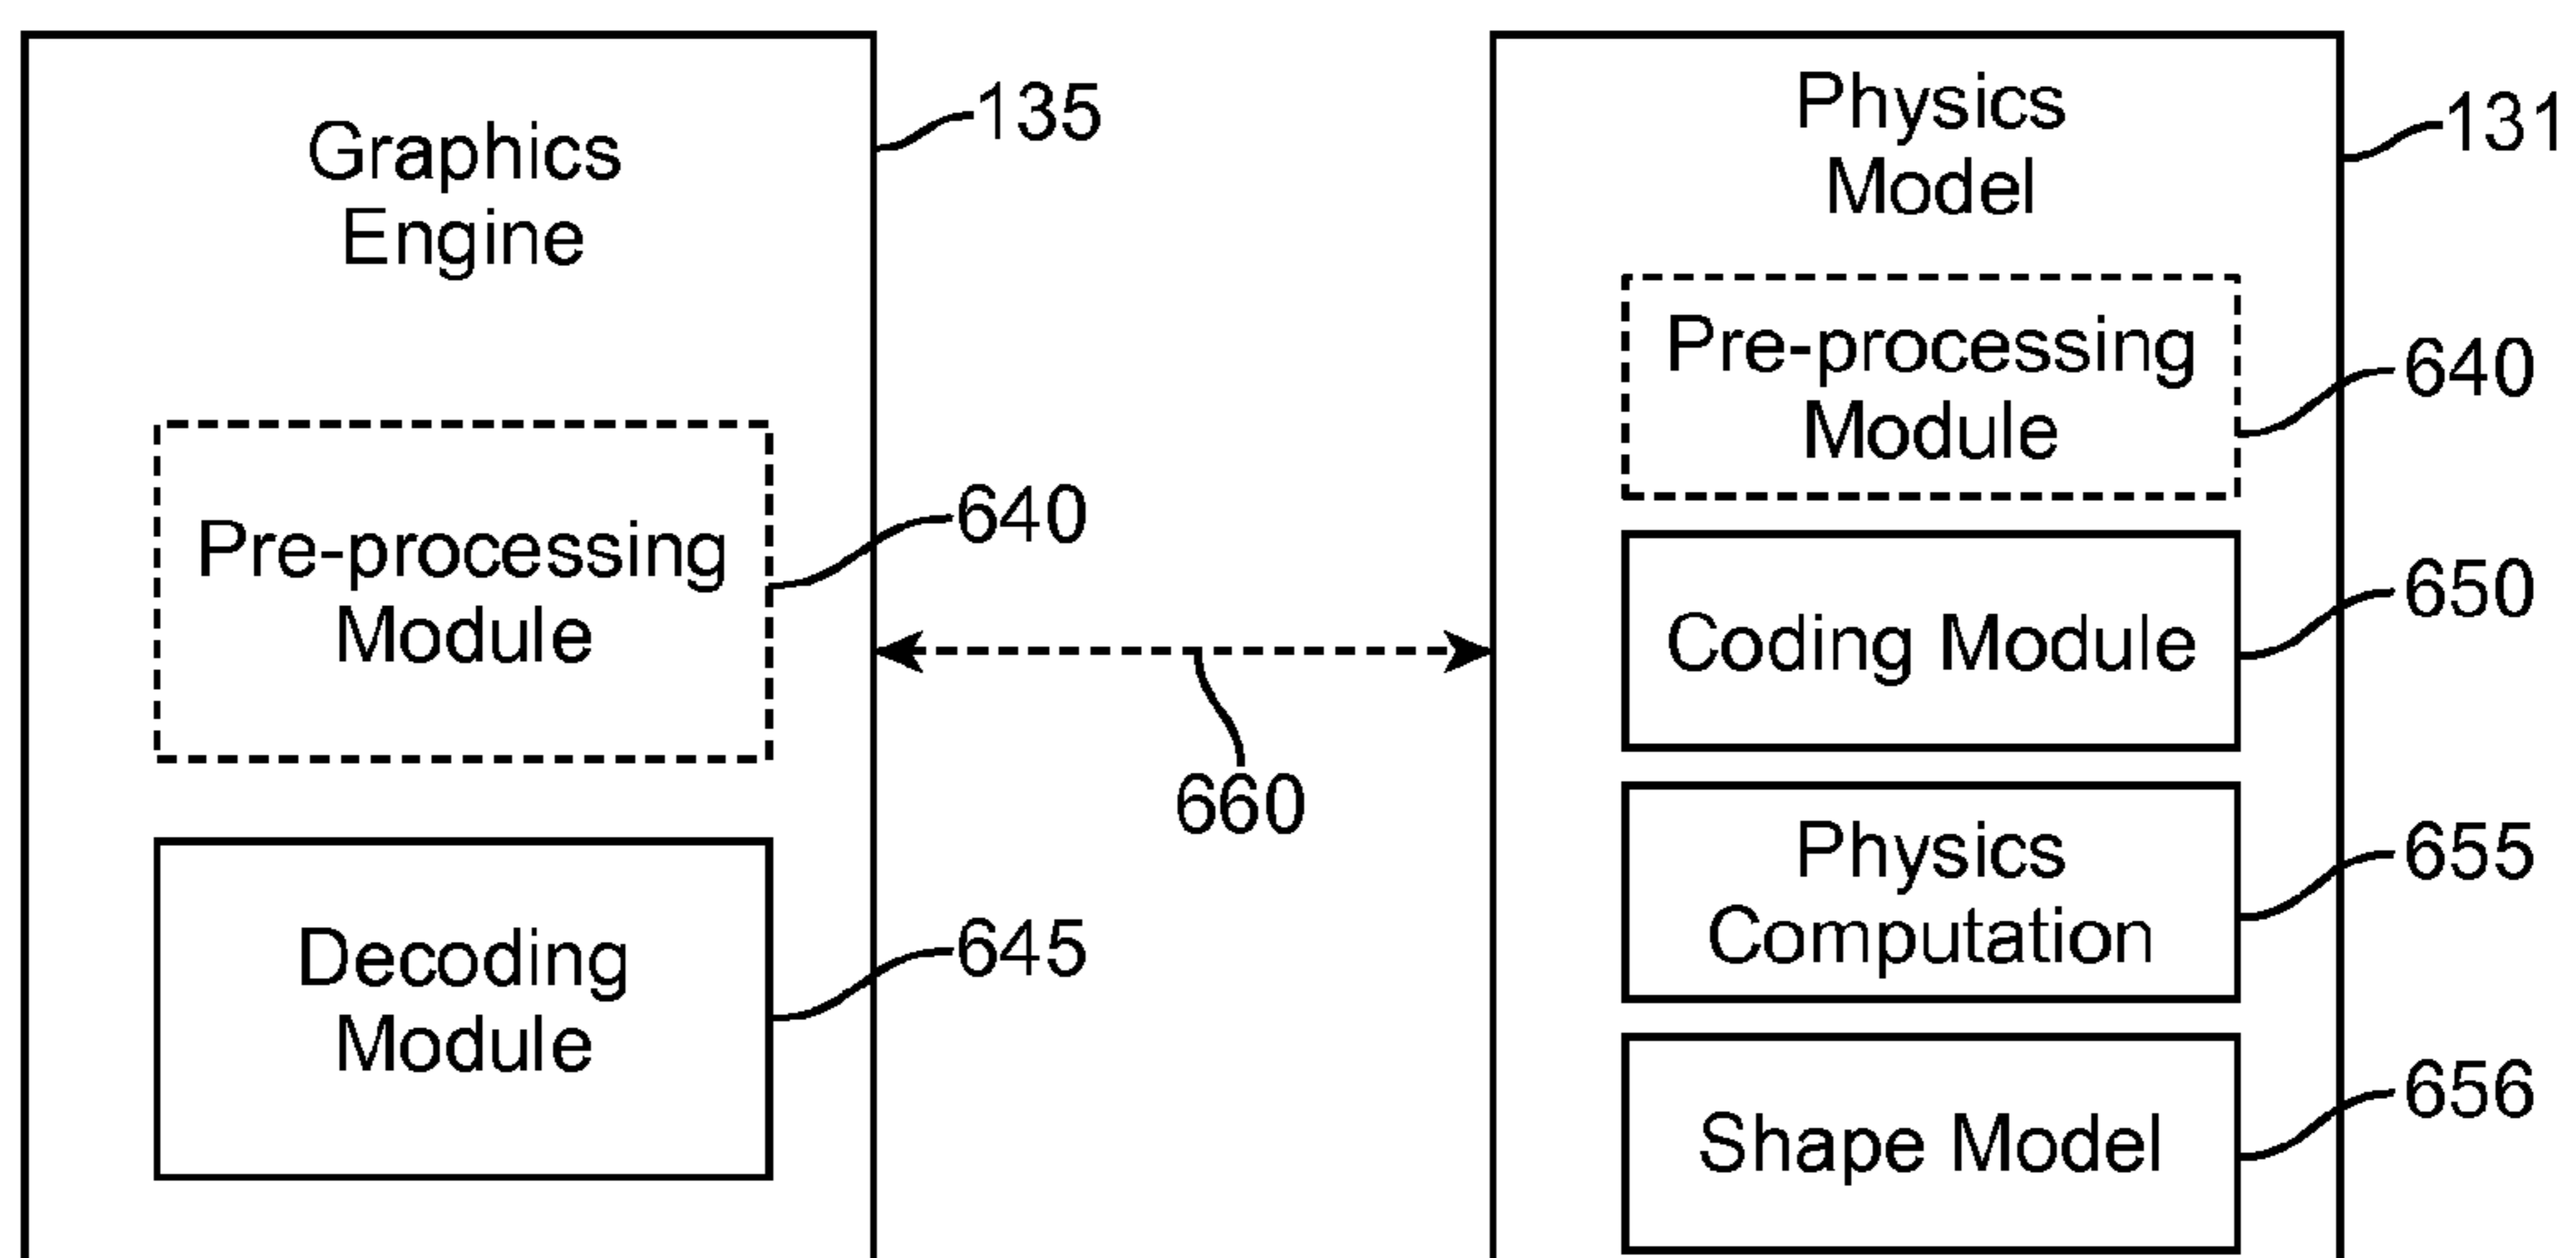 Graphics
Engine
135
Pre-processing
Module
640
Decoding
Module
645
660
Physics
Model
131
Pre-processing
Module
640
Coding Module
650
Physics
Computation
655
Shape Model
656